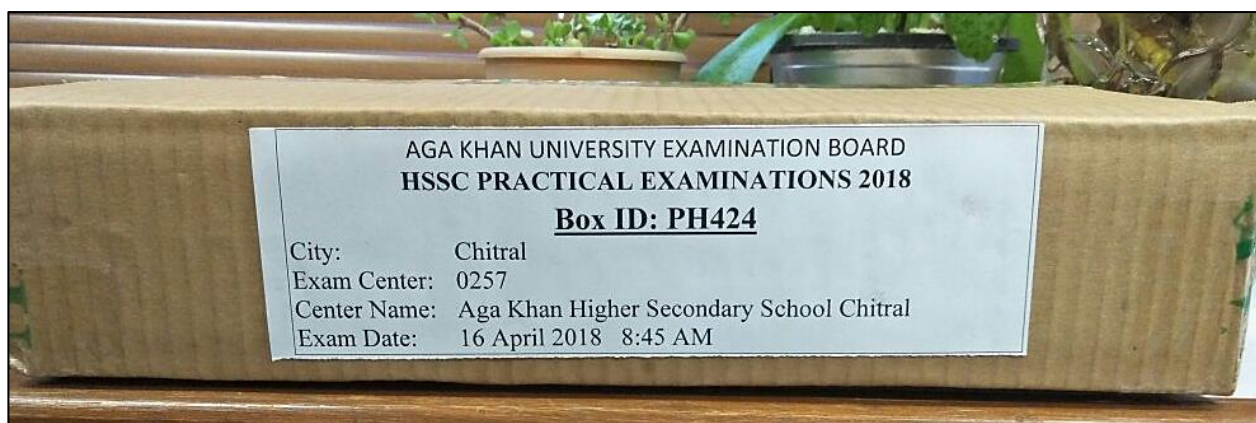 AGA KHAN UNIVERSITY EXAMINATION BOARD
HSSC PRACTICAL EXAMINATIONS 2018
Box ID: PH424
City: Chitral
Exam Center: 0257
Center Name: Aga Khan Higher Secondary School Chitral
Exam Date: 16 April 2018 8:45 AM